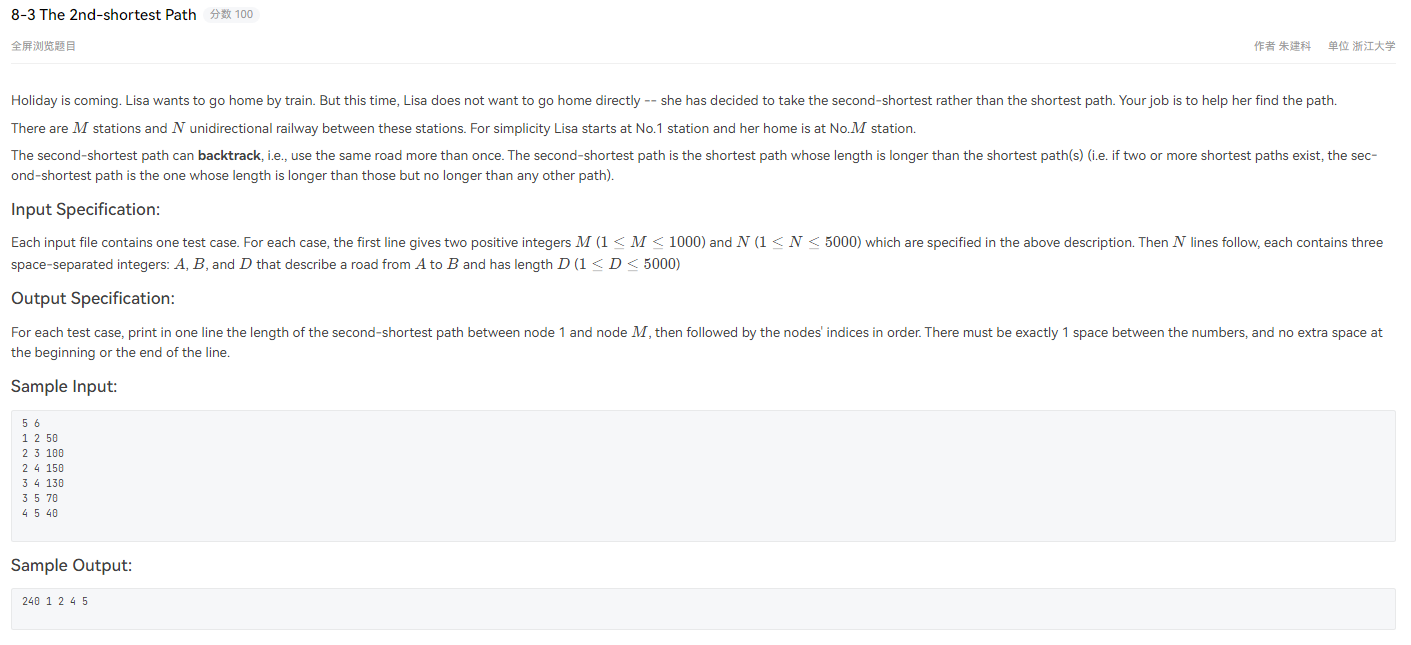 8-3 The 2nd-shortest Path 分数 100
全屏浏览题目 作者 朱建科 单位 浙江大学
Holiday is coming. Lisa wants to go home by train. But this time, Lisa does not want to go home directly -- she has decided to take the second-shortest rather than the shortest path. Your job is to help her find the path.
There are M stations and N unidirectional railway between these stations. For simplicity Lisa starts at No.1 station and her home is at No.M station.
The second-shortest path can backtrack, i.e., use the same road more than once. The second-shortest path is the shortest path whose length is longer than the shortest path(s) (i.e. if two or more shortest paths exist, the sec-
ond-shortest path is the one whose length is longer than those but no longer than any other path).
Input Specification:
Each input file contains one test case. For each case, the first line gives two positive integers M (1 ≤ M ≤ 1000) and N (1 ≤ N ≤ 5000) which are specified in the above description. Then N lines follow, each contains three
space-separated integers: A, B, and D that describe a road from A to B and has length D (1 ≤ D ≤ 5000)
Output Specification:
For each test case, print in one line the length of the second-shortest path between node 1 and node M, then followed by the nodes' indices in order. There must be exactly 1 space between the numbers, and no extra space at
the beginning or the end of the line.
Sample Input:
5 6
1 2 50
2 3 100
2 4 150
3 4 130
3 5 70
4 5 40
Sample Output:
240 1 2 4 5